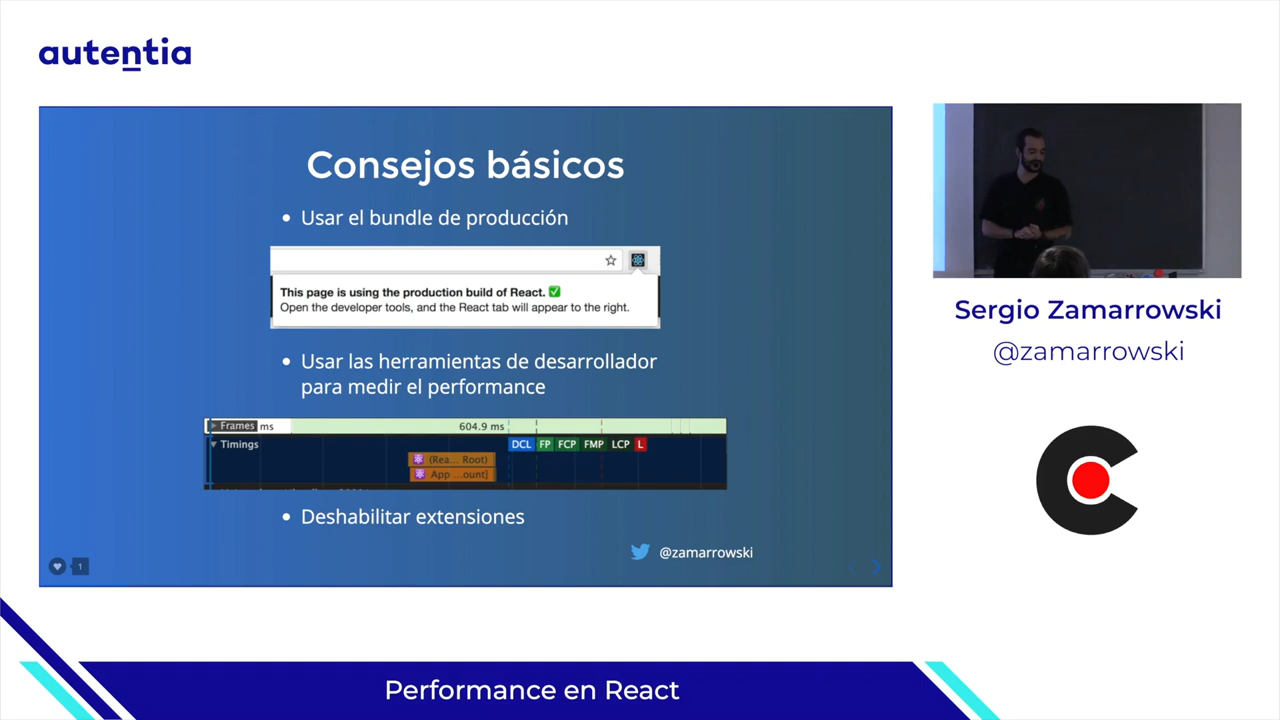 autentia
Consejos básicos
• Usar el bundle de producción
This page is using the production build of React. ✅
Open the developer tools, and the React tab will appear to the right.
• Usar las herramientas de desarrollador
para medir el performance
Frames ms
604.9 ms
Timings
DCL FP FCP FMP LCP L
(Rea... Root)
App ...ount]
• Deshabilitar extensiones
@zamarrowski
1
Sergio Zamarrowski
@zamarrowski
Performance en React